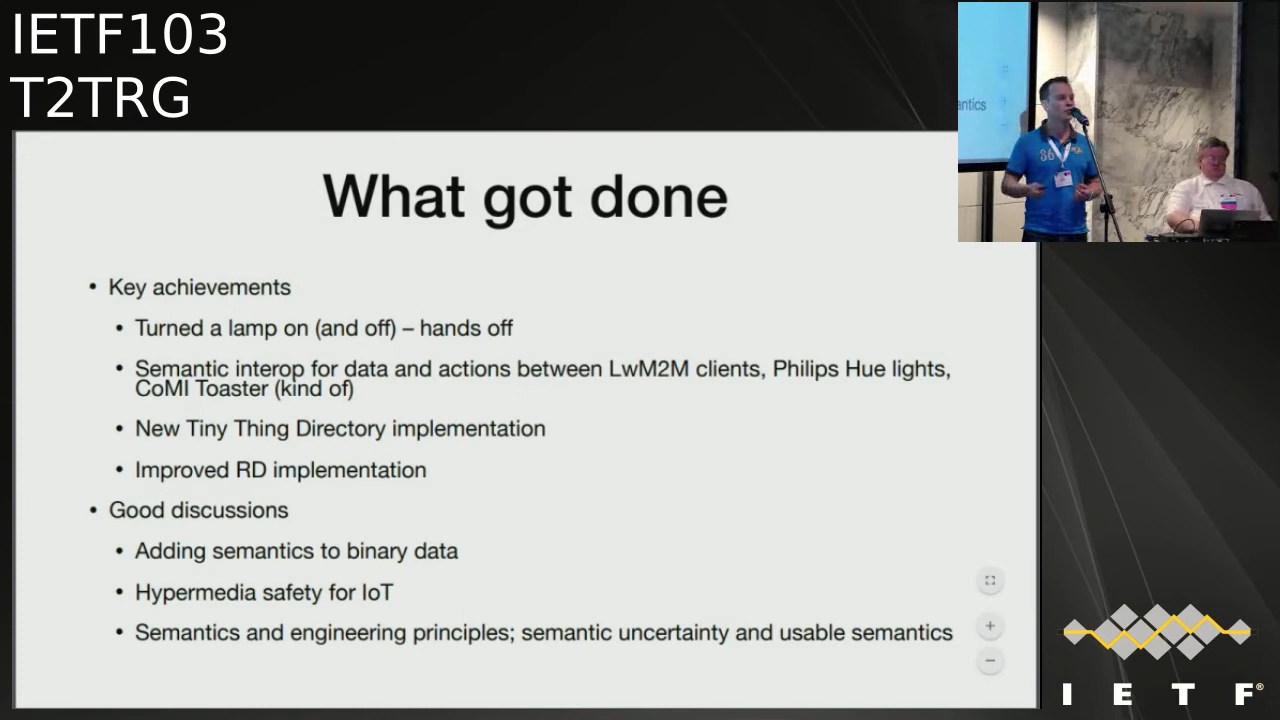 IETF103
T2TRG
What got done
• Key achievements
• Turned a lamp on (and off) – hands off
• Semantic interop for data and actions between LwM2M clients, Philips Hue lights,
CoMI Toaster (kind of)
• New Tiny Thing Directory implementation
• Improved RD implementation
• Good discussions
• Adding semantics to binary data
• Hypermedia safety for IoT
• Semantics and engineering principles; semantic uncertainty and usable semantics
antics
86
I E T F®